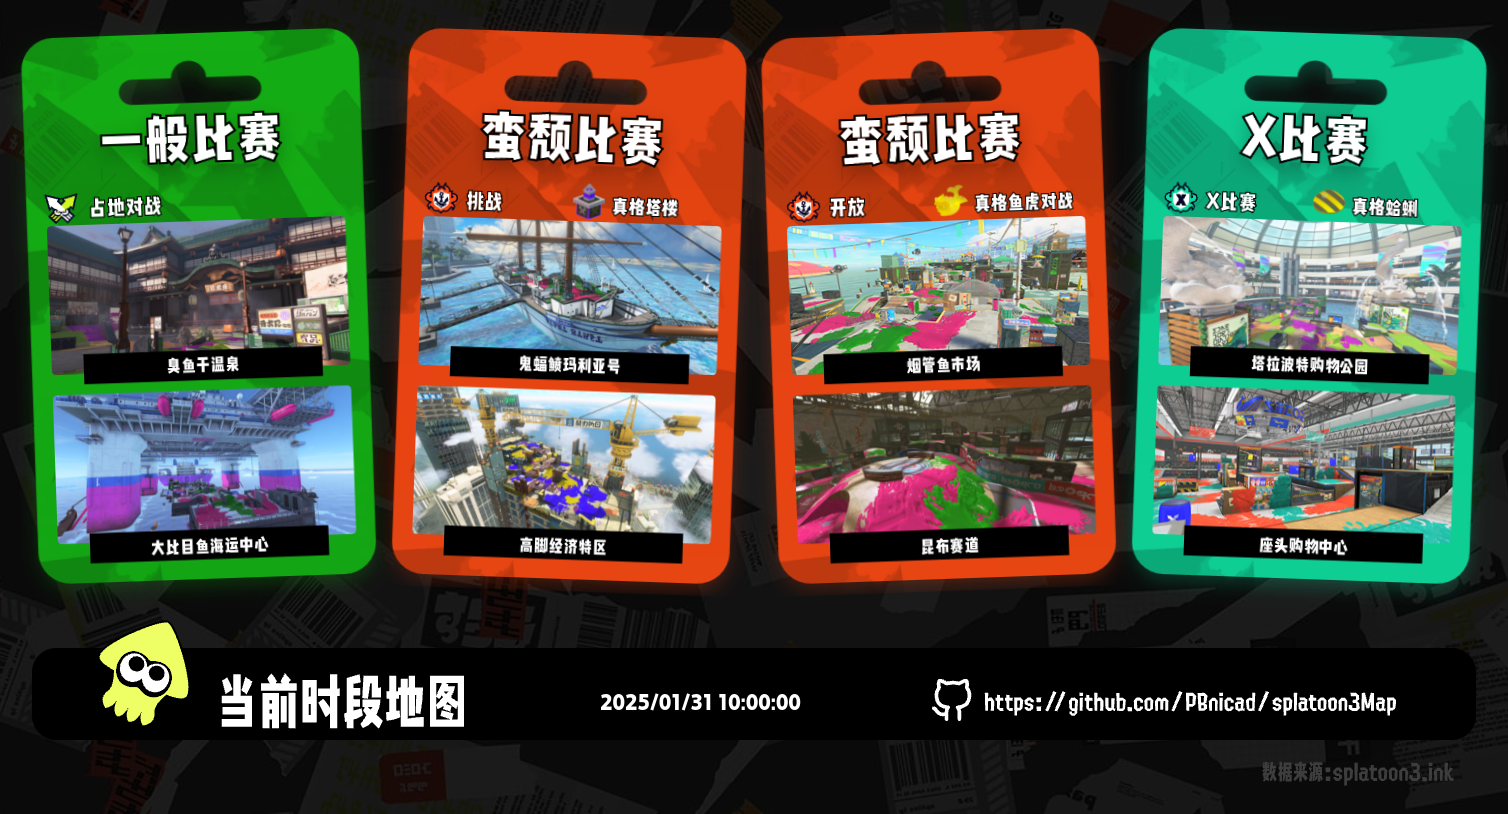 一般比赛
占地对战
臭鱼干温泉
大比目鱼海运中心
蛮颓比赛
挑战
真格塔楼
鬼蝠鲼玛利亚号
高脚经济特区
蛮颓比赛
开放
真格鱼虎对战
烟管鱼市场
昆布赛道
X比赛
X比赛
真格蛤蜊
塔拉波特购物公园
座头购物中心
当前时段地图
2025/01/31 10:00:00
https://github.com/PBnicad/splatoon3Map
数据来源:splatoon3.ink